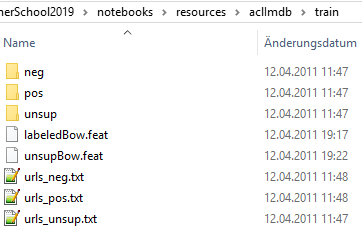 nerSchool2019 > notebooks > resources > aclImdb > train
Name Änderungsdatum
neg 12.04.2011 11:47
pos 12.04.2011 11:47
unsup 12.04.2011 11:47
labeledBow.feat 12.04.2011 19:17
unsupBow.feat 12.04.2011 19:22
urls_neg.txt 12.04.2011 11:48
urls_pos.txt 12.04.2011 11:48
urls_unsup.txt 12.04.2011 11:47